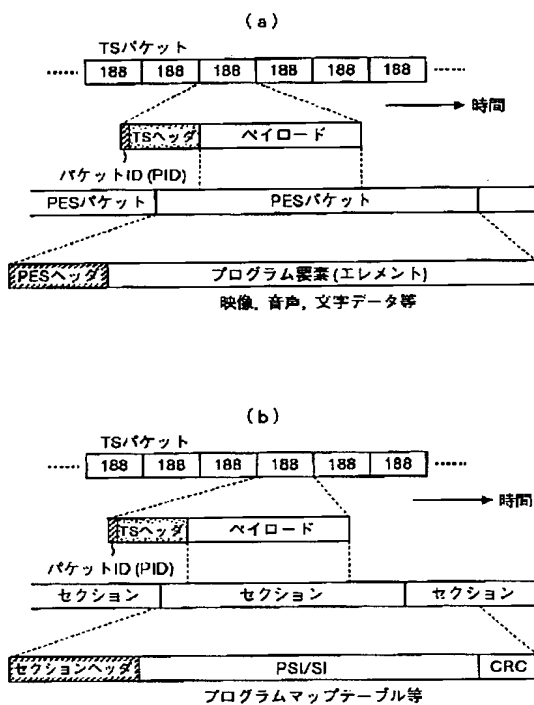 (a)
TSパケット
······ 188 188 188 188 188 188 ······
時間
TSヘッダ ペイロード
パケットID(PID)
PESパケット PESパケット
PESヘッダ プログラム要素(エレメント)
映像, 音声, 文字データ等
(b)
TSパケット
······ 188 188 188 188 188 188 ······
時間
TSヘッダ ペイロード
パケットID(PID)
セクション セクション セクション
セクションヘッダ PSI/SI CRC
プログラムマップテーブル等